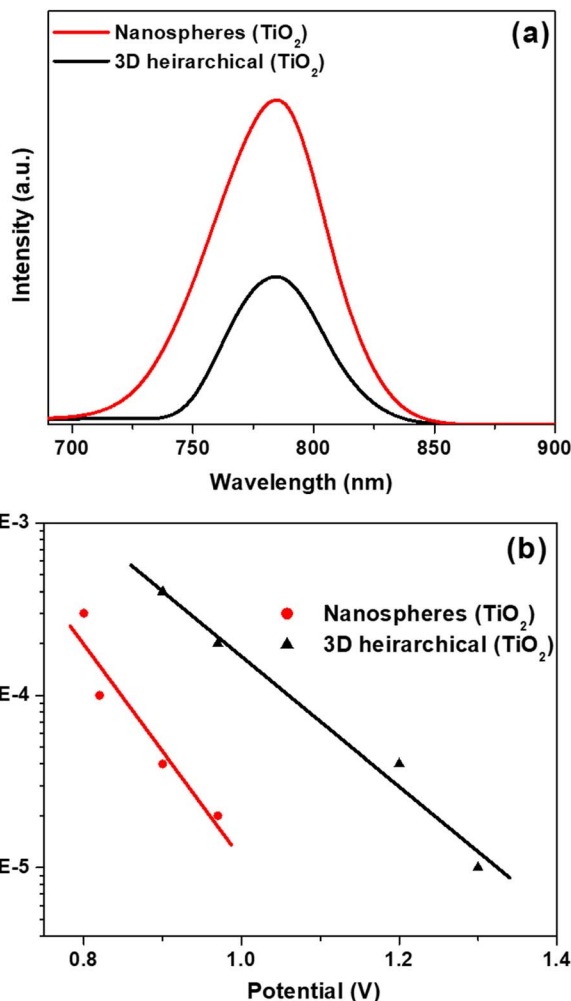 Nanospheres (TiO₂)
3D heirarchical (TiO₂)
(a)
Intensity (a.u.)
700 750 800 850 900
Wavelength (nm)
E-3
(b)
Nanospheres (TiO₂)
3D heirarchical (TiO₂)
E-4
E-5
0.8 1.0 1.2 1.4
Potential (V)